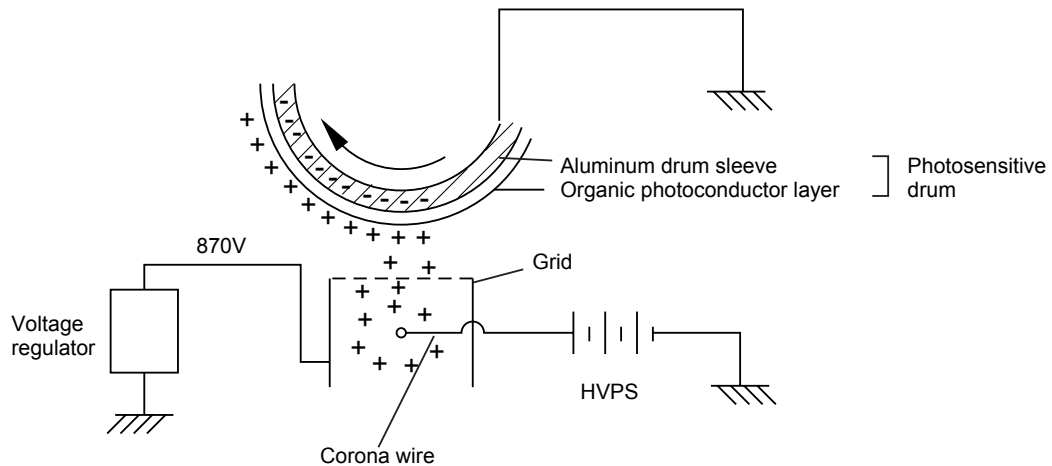 Aluminum drum sleeve
Organic photoconductor layer
Photosensitive
drum
870V
Grid
Voltage
regulator
HVPS
Corona wire